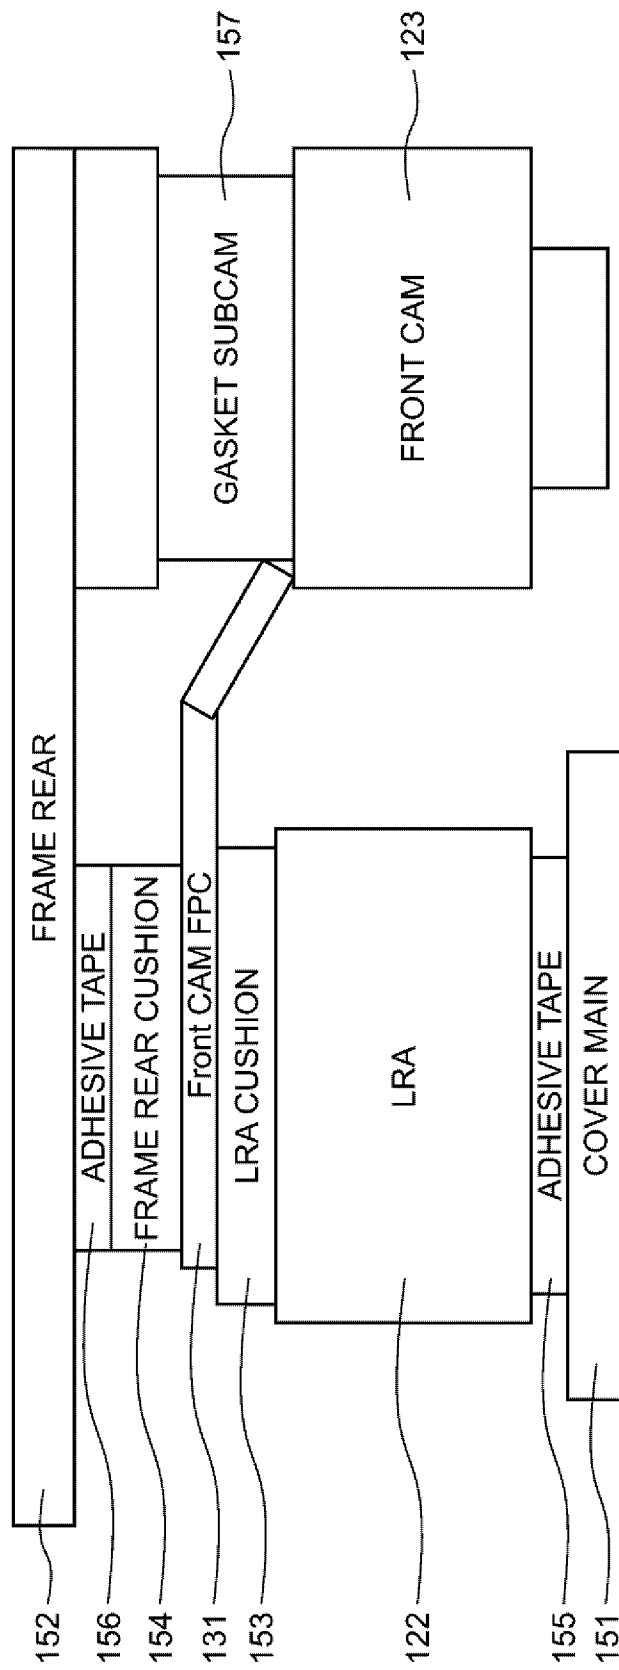 157
123
FRAME REAR
ADHESIVE TAPE
FRAME REAR CUSHION
Front CAM FPC
LRA CUSHION
LRA
ADHESIVE TAPE
COVER MAIN
GASKET SUBCAM
FRONT CAM
152
156
154
131
153
122
155
151